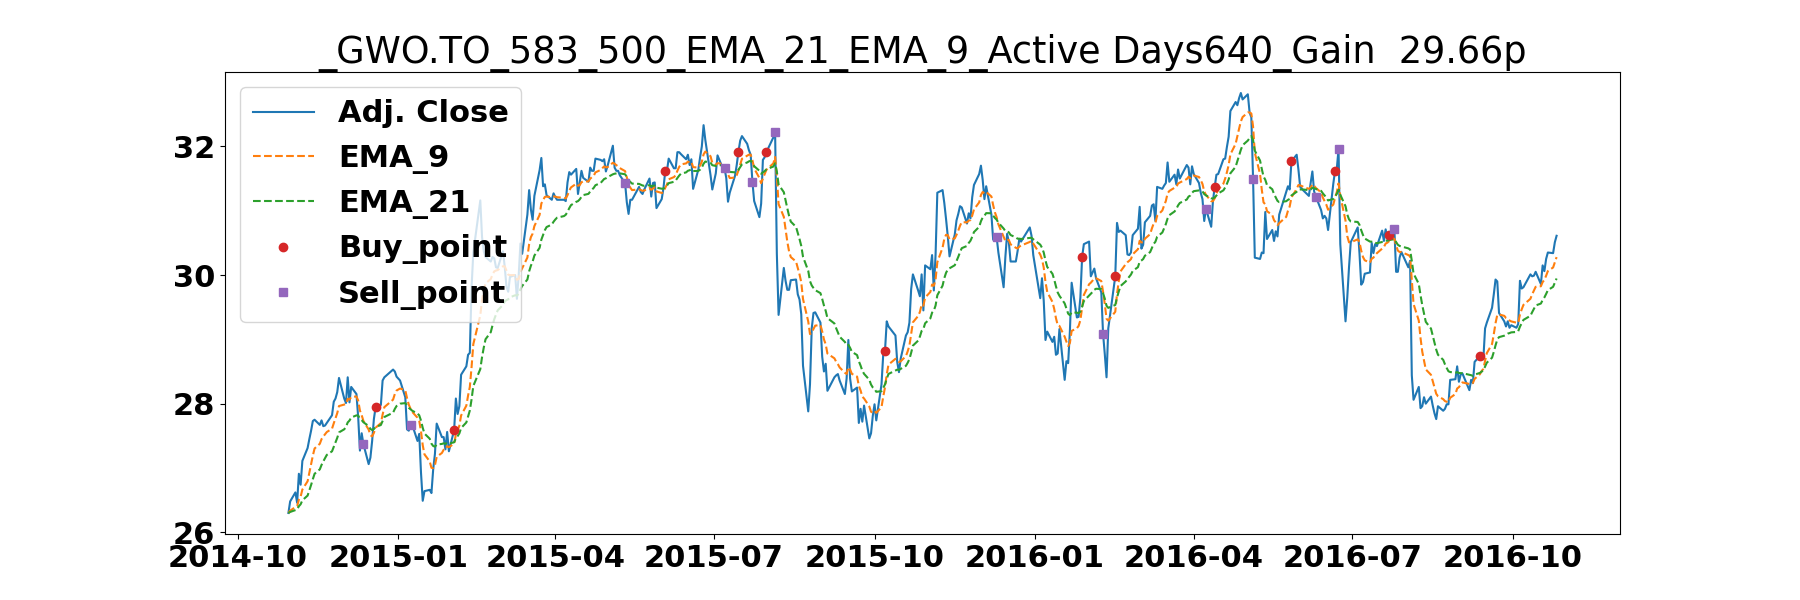 _GWO.TO_583_500_EMA_21_EMA_9_Active Days640_Gain  29.66p
Adj. Close
EMA_9
EMA_21
Buy_point
Sell_point
32
30
28
26
2014-10 2015-01 2015-04 2015-07 2015-10 2016-01 2016-04 2016-07 2016-10